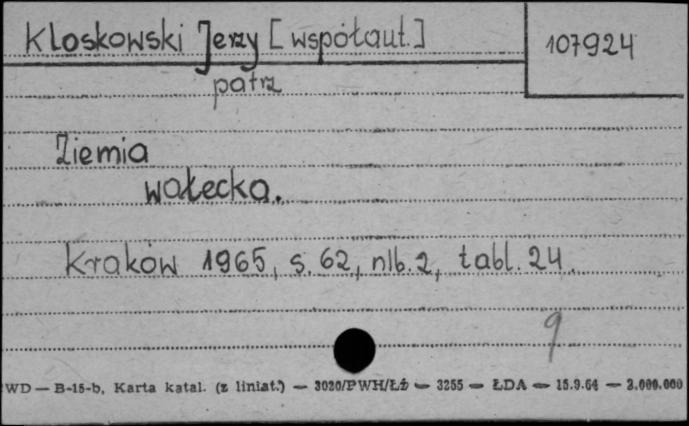 Kloskowski Jerzy [współaut.]
107924
patrz
Ziemia
wałecka.
Kraków 1965, s. 62, nlb. 2, tabl. 24.
9
WD — B-15-b, Karta katal. (z liniat.) — 3020/PWH/Łź — 3255 — ŁDA — 15.9.64 — 3.000.000